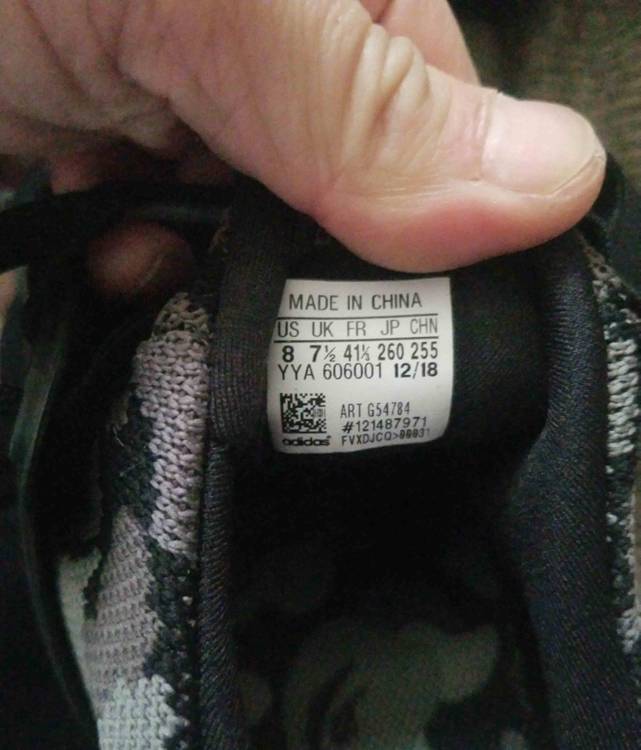 MADE IN CHINA
US UK FR JP CHN
8 7½ 41⅓ 260 255
YYA 606001 12/18
ART G54784
#121487971
adidas